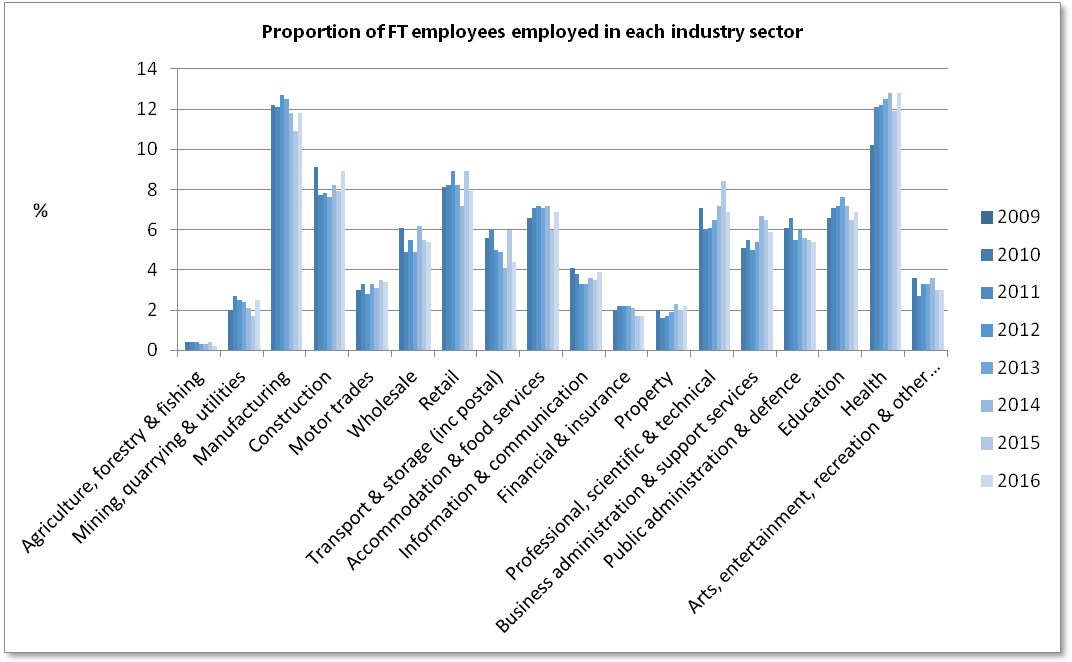 Proportion of FT employees employed in each industry sector
14
12
10
8
6
4
2
0
%
Agriculture, forestry & fishing
Mining, quarrying & utilities
Manufacturing
Construction
Motor trades
Wholesale
Retail
Transport & storage (inc postal)
Accommodation & food services
Information & communication
Financial & insurance
Property
Professional, scientific & technical
Business administration & support services
Public administration & defence
Education
Health
Arts, entertainment, recreation & other...
2009
2010
2011
2012
2013
2014
2015
2016